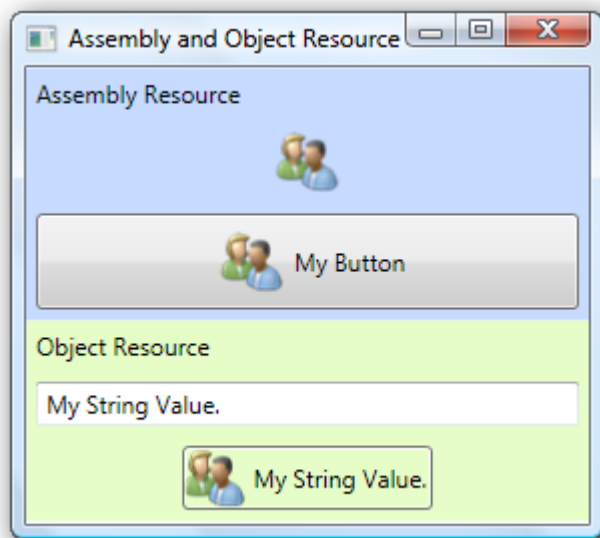 Assembly and Object Resource
Assembly Resource
My Button
Object Resource
My String Value.
My String Value.